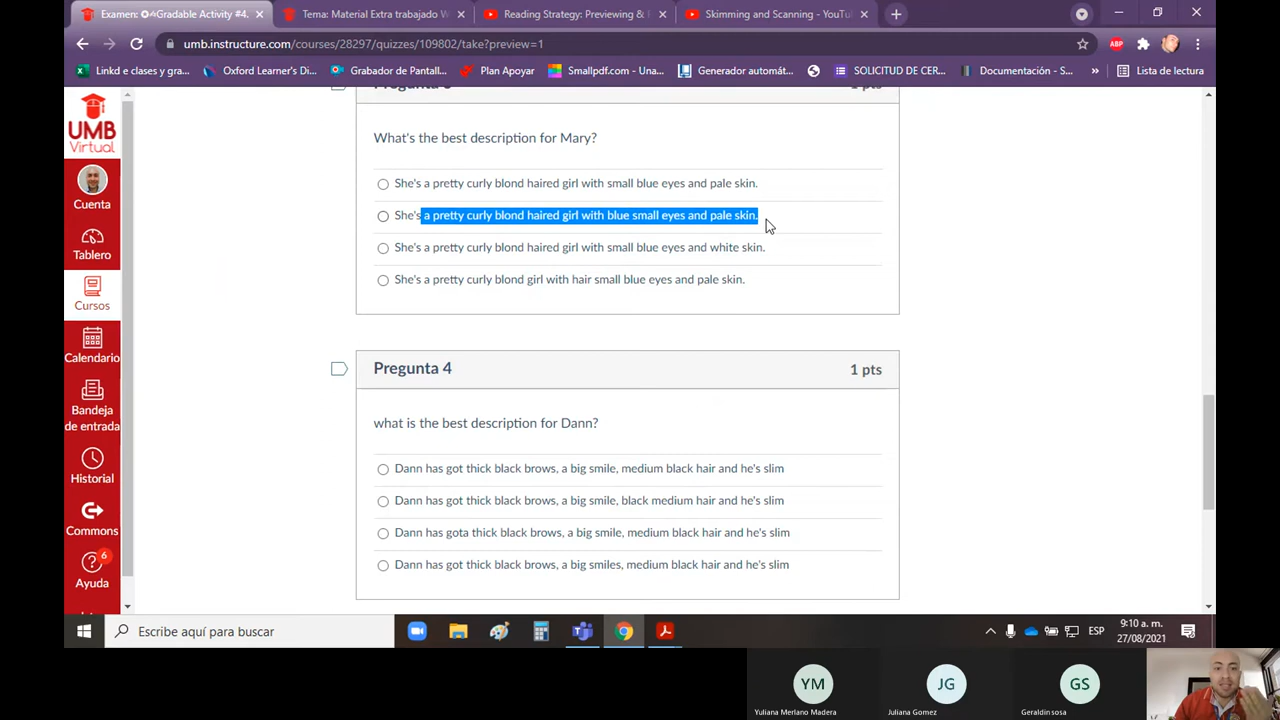 Examen: Gradable Activity #4.
Tema: Material Extra trabajado W
Reading Strategy: Previewing & 
Skimming and Scanning - YouTu
umb.instructure.com/courses/28297/quizzes/109802/take?preview=1
ABP
Linkd e clases y gra...
Oxford Learner's Di...
Grabador de Pantall...
Plan Apoyar
Smallpdf.com - Una...
Generador automát...
SOLICITUD DE CER...
Documentación - S...
»
Lista de lectura
UMB
Virtual
Cuenta
Tablero
Cursos
Calendario
Bandeja
de entrada
Historial
Commons
6
Ayuda
1 pts
What's the best description for Mary?
She's a pretty curly blond haired girl with small blue eyes and pale skin.
She's a pretty curly blond haired girl with blue small eyes and pale skin.
She's a pretty curly blond haired girl with small blue eyes and white skin.
She's a pretty curly blond girl with hair small blue eyes and pale skin.
Pregunta 4
1 pts
what is the best description for Dann?
Dann has got thick black brows, a big smile, medium black hair and he's slim
Dann has got thick black brows, a big smile, black medium hair and he's slim
Dann has gota thick black brows, a big smile, medium black hair and he's slim
Dann has got thick black brows, a big smiles, medium black hair and he's slim
Escribe aquí para buscar
ESP
9:10 a. m.
27/08/2021
YM
JG
GS
Yuliana Merlano Madera
Juliana Gomez
Geraldin sosa